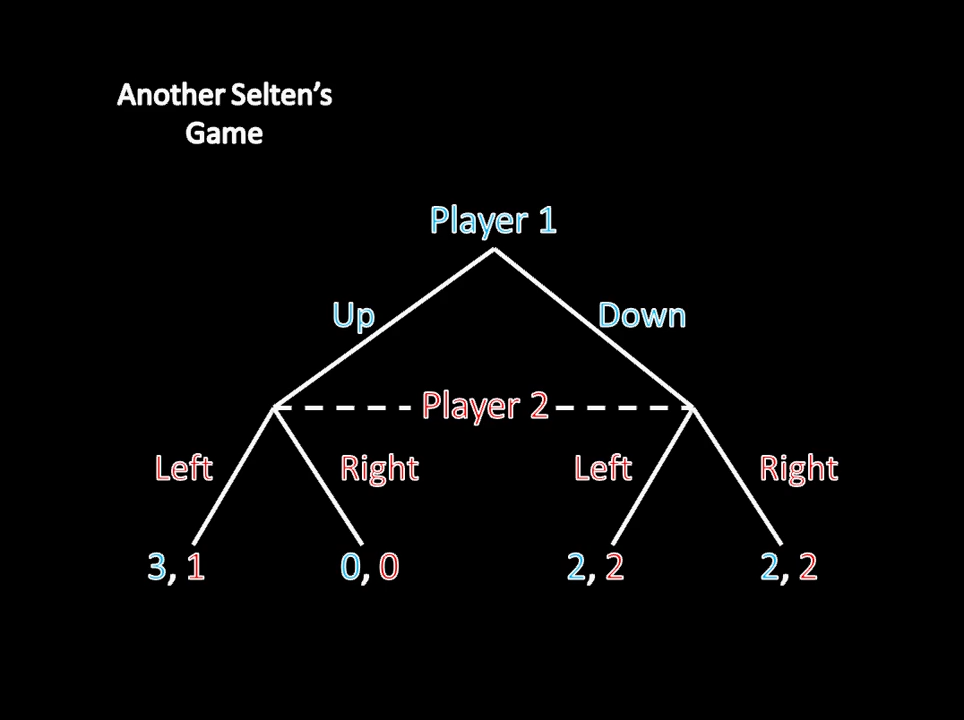 Another Selten's
Game
Player 1
Up
Down
Player 2
Left
Right
Left
Right
3, 1
0, 0
2, 2
2, 2